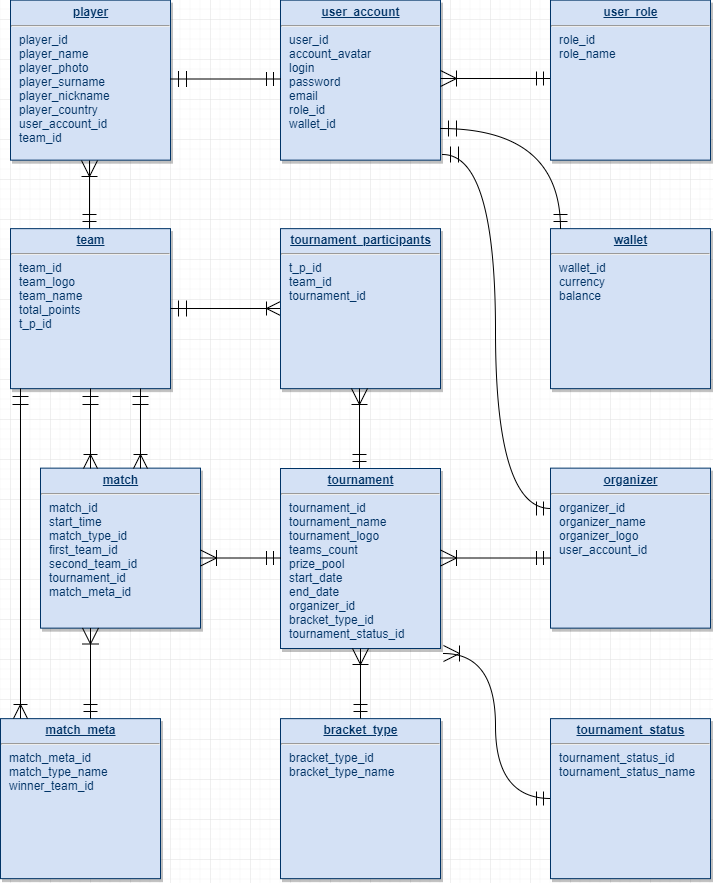 player
player_id
player_name
player_photo
player_surname
player_nickname
player_country
user_account_id
team_id
user_account
user_id
account_avatar
login
password
email
role_id
wallet_id
user_role
role_id
role_name
team
team_id
team_logo
team_name
total_points
t_p_id
tournament_participants
t_p_id
team_id
tournament_id
wallet
wallet_id
currency
balance
match
match_id
start_time
match_type_id
first_team_id
second_team_id
tournament_id
match_meta_id
tournament
tournament_id
tournament_name
tournament_logo
teams_count
prize_pool
start_date
end_date
organizer_id
bracket_type_id
tournament_status_id
organizer
organizer_id
organizer_name
organizer_logo
user_account_id
match_meta
match_meta_id
match_type_name
winner_team_id
bracket_type
bracket_type_id
bracket_type_name
tournament_status
tournament_status_id
tournament_status_name